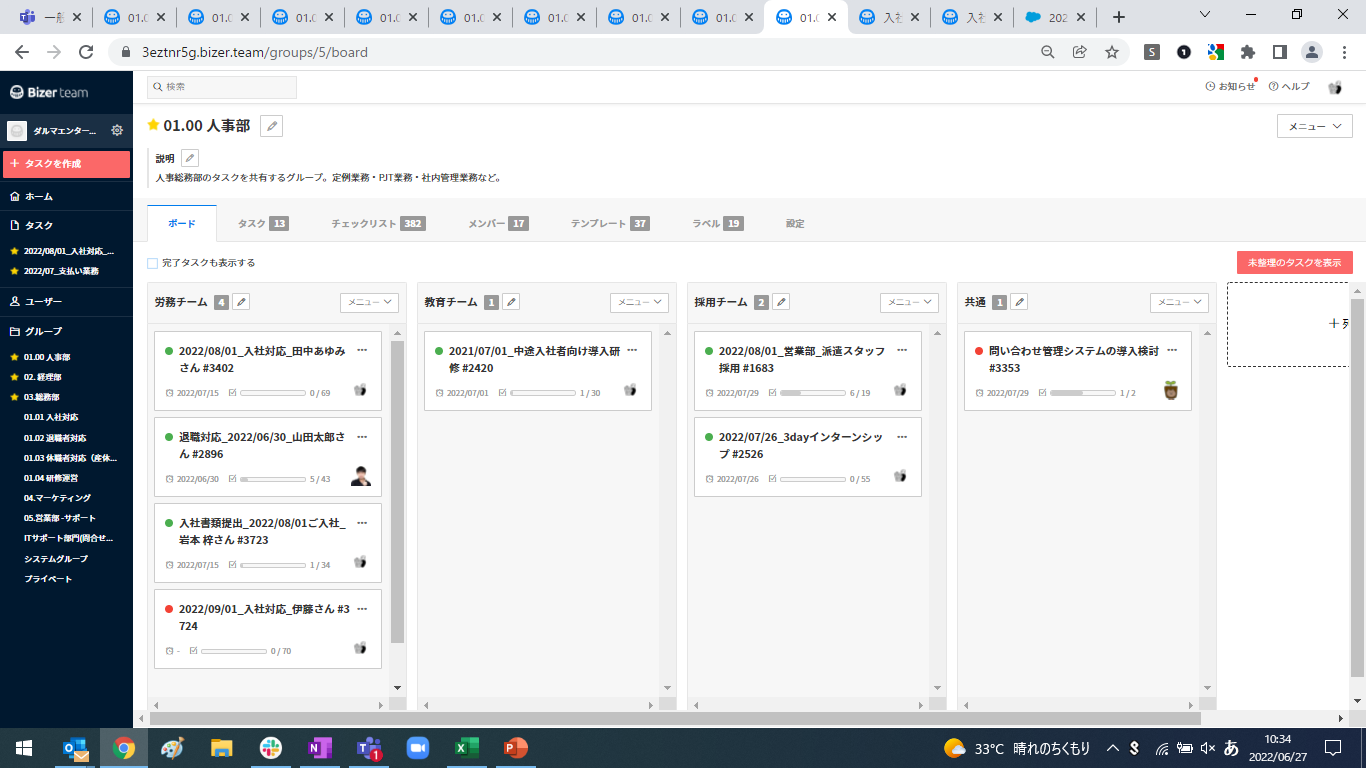 一般
01.0
01.0
01.0
01.0
01.0
01.0
01.0
01.0
01.0
入社
入社
202
3eztnr5g.bizer.team/groups/5/board
Bizer team
検索
お知らせ
ヘルプ
ダルマエンター...
タスクを作成
ホーム
タスク
2022/08/01_入社対応_...
2022/07_支払い業務
ユーザー
グループ
01.00 人事部
02. 経理部
03.総務部
01.01 入社対応
01.02 退職者対応
01.03 休職者対応（産休...
01.04 研修運営
04.マーケティング
05.営業部 -サポート
ITサポート部門(問合せ...
システムグループ
プライベート
01.00 人事部
メニュー
説明
人事総務部のタスクを共有するグループ。定例業務・PJT業務・社内管理業務など。
ボード
タスク 13
チェックリスト 382
メンバー 17
テンプレート 37
ラベル 19
設定
完了タスクも表示する
未整理のタスクを表示
労務チーム 4
メニュー
2022/08/01_入社対応_田中あゆみ
さん #3402
2022/07/15 0 / 69
退職対応_2022/06/30_山田太郎さ
ん #2896
2022/06/30 5 / 43
入社書類提出_2022/08/01ご入社_
岩本 梓さん #3723
2022/07/15 1 / 34
2022/09/01_入社対応_伊藤さん #3
724
- 0 / 70
教育チーム 1
メニュー
2021/07/01_中途入社者向け導入研
修 #2420
2022/07/01 1 / 30
採用チーム 2
メニュー
2022/08/01_営業部_派遣スタッフ
採用 #1683
2022/07/29 6 / 19
2022/07/26_3dayインターンシッ
プ #2526
2022/07/26 0 / 55
共通 1
メニュー
問い合わせ管理システムの導入検討
#3353
2022/07/29 1 / 2
33°C 晴れのちくもり
あ
10:34
2022/06/27